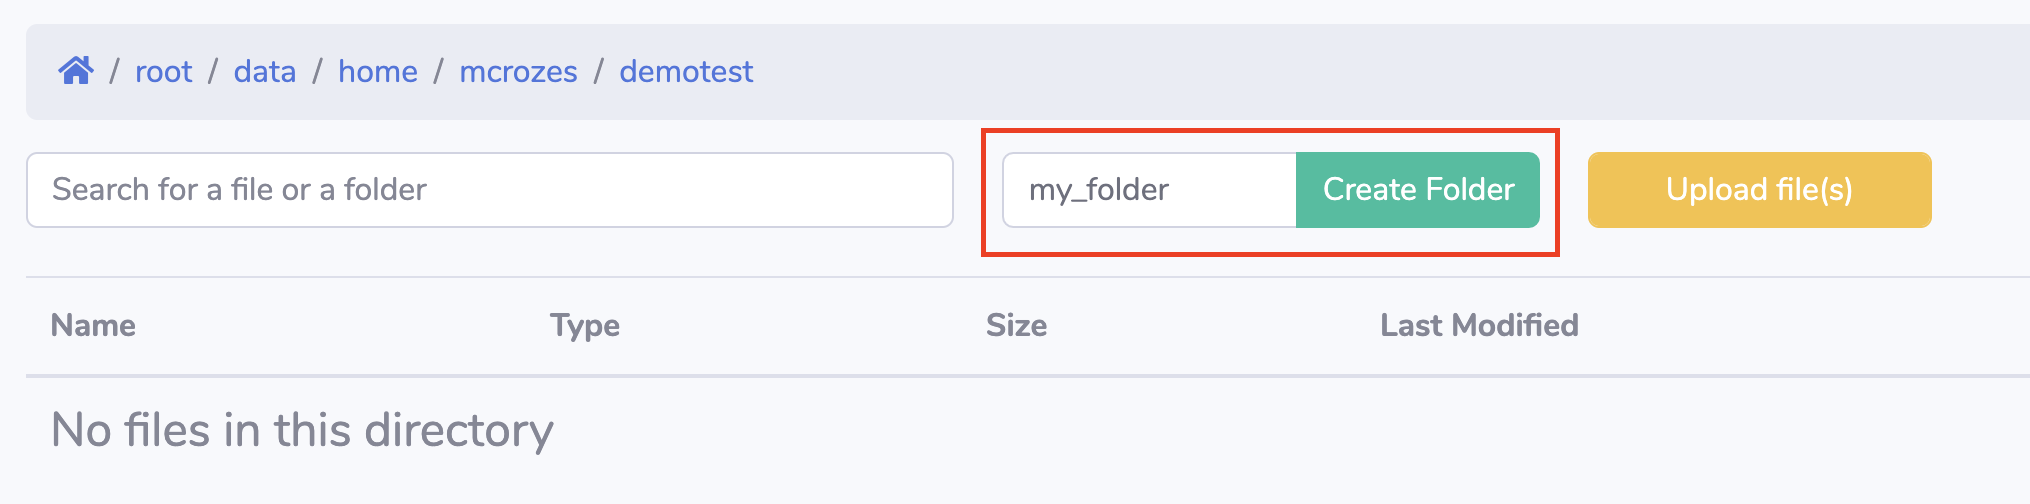 / root / data / home / mcrozes / demotest
Search for a file or a folder my_folder Create Folder Upload file(s)
Name Type Size Last Modified
No files in this directory